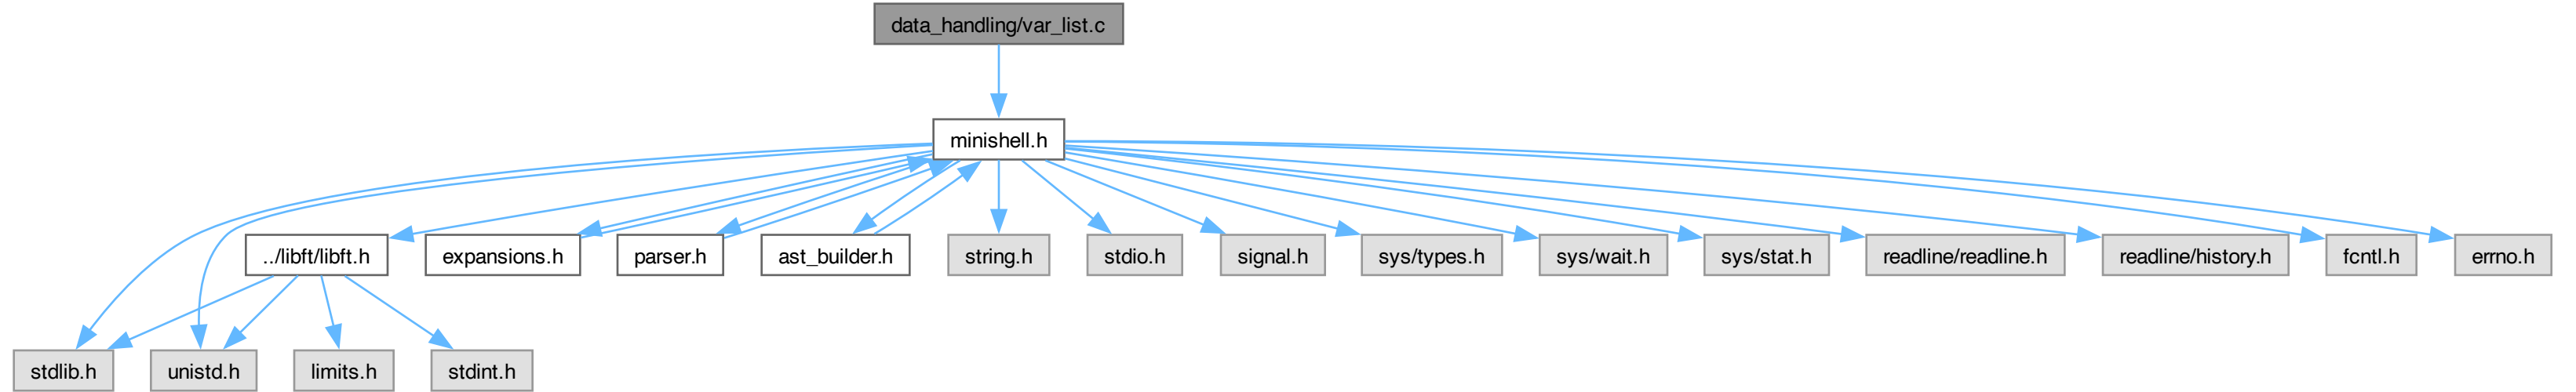 data_handling/var_list.c
minishell.h
../libft/libft.h
expansions.h
parser.h
ast_builder.h
string.h
stdio.h
signal.h
sys/types.h
sys/wait.h
sys/stat.h
readline/readline.h
readline/history.h
fcntl.h
errno.h
stdlib.h
unistd.h
limits.h
stdint.h